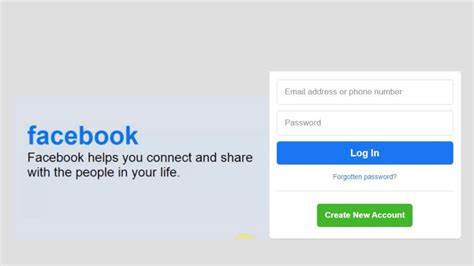 facebook
Facebook helps you connect and share
with the people in your life.
Email address or phone number
Password
Log In
Forgotten password?
Create New Account